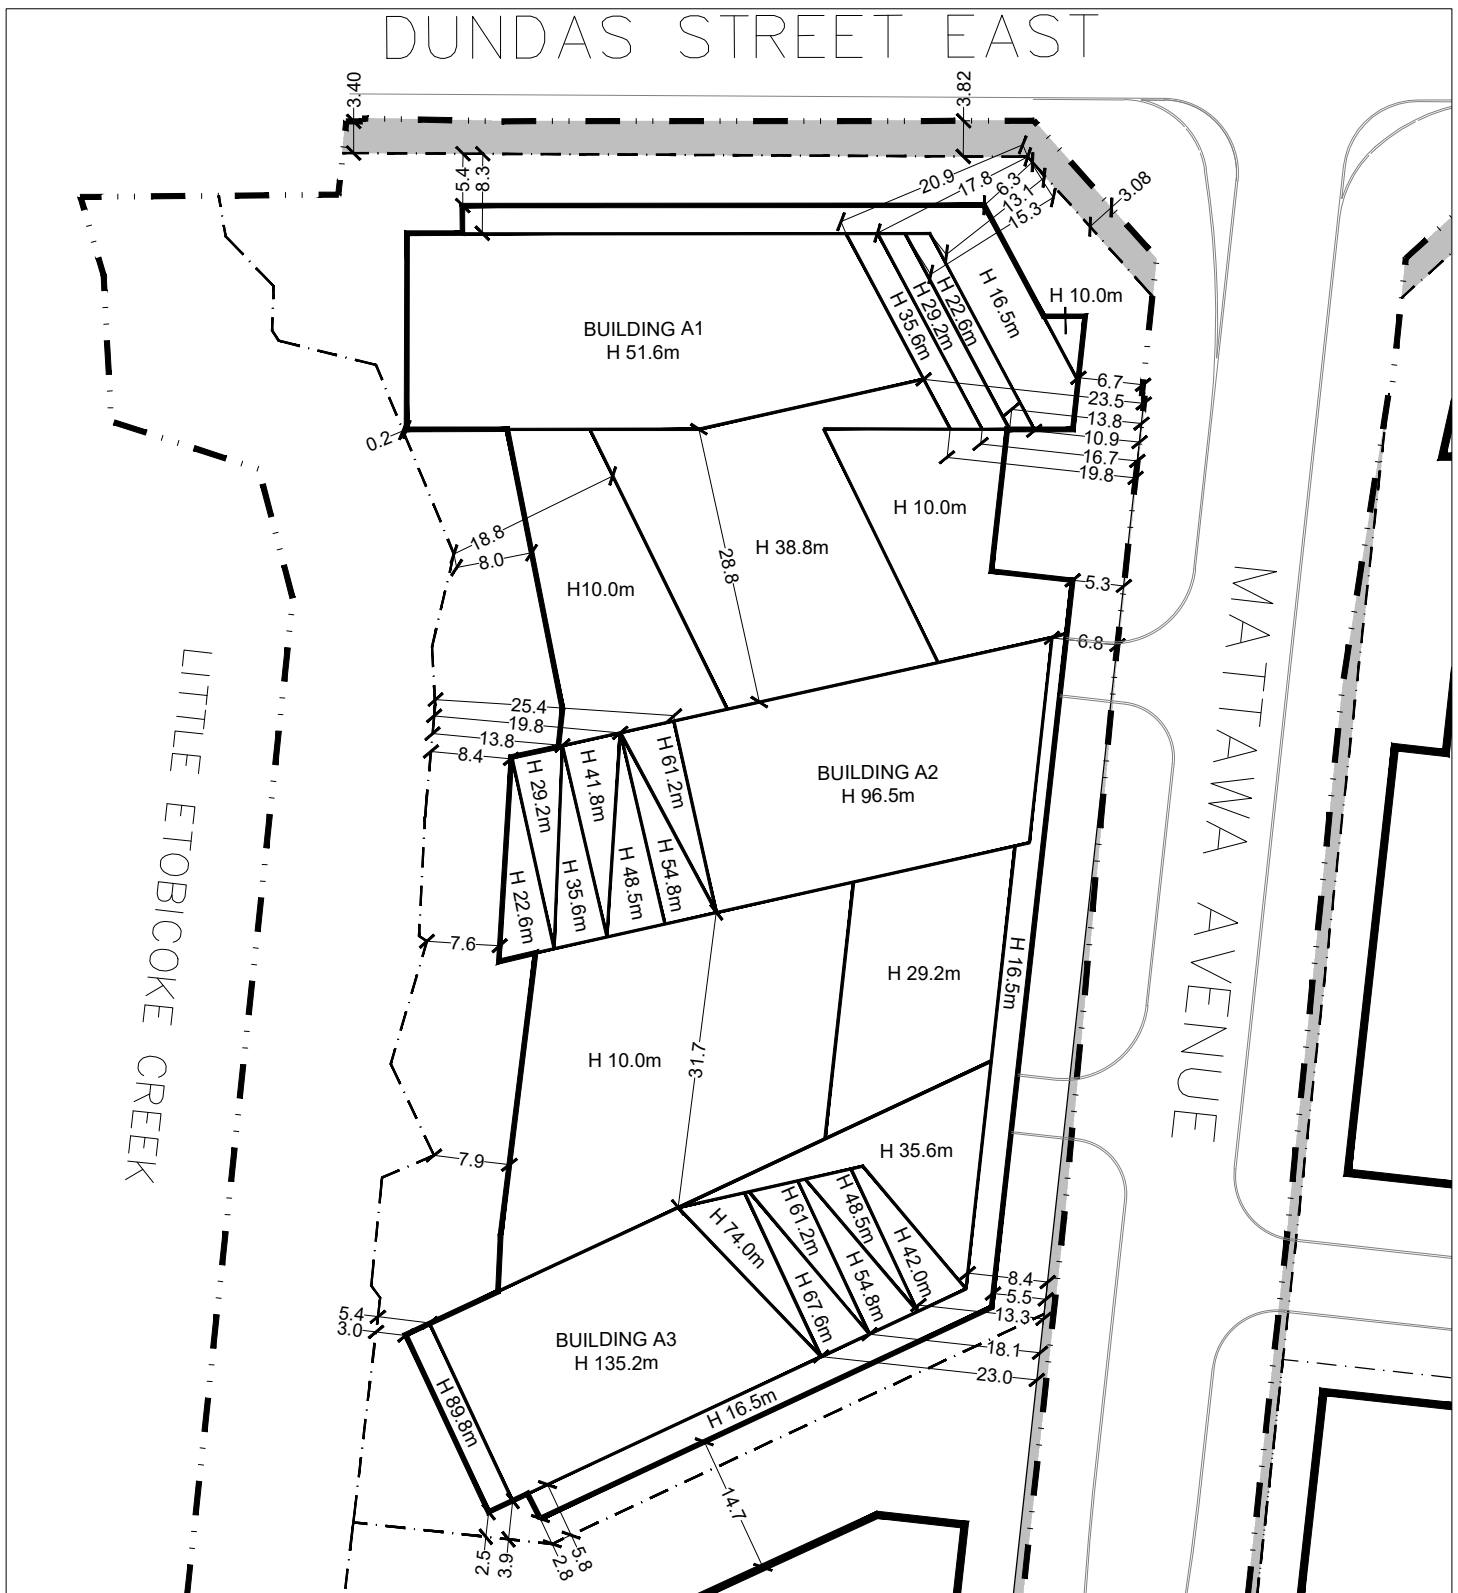 DUNDAS STREET EAST
3.40
3.82
5.4
8.3
20.9
17.8
6.3
13.1
15.3
3.08
H 10.0m
H 16.5m
H 22.6m
H 29.2m
H 35.6m
BUILDING A1
H 51.6m
6.7
23.5
13.8
10.9
16.7
19.8
0.2
18.8
8.0
H 10.0m
H 38.8m
28.8
H10.0m
5.3
6.8
MATTAWA AVENUE
LITTLE ETOBICOKE CREEK
25.4
19.8
13.8
8.4
H 29.2m
H 41.8m
H 61.2m
BUILDING A2
H 96.5m
H 22.6m
H 35.6m
H 48.5m
H 54.8m
7.6
H 29.2m
H 16.5m
H 10.0m
31.7
7.9
H 35.6m
H 74.0m
H 61.2m
H 48.5m
H 67.6m
H 54.8m
H 42.0m
8.4
5.5
13.3
18.1
23.0
5.4
3.0
BUILDING A3
H 135.2m
H 89.8m
H 16.5m
14.7
2.5
3.9
2.8
5.8